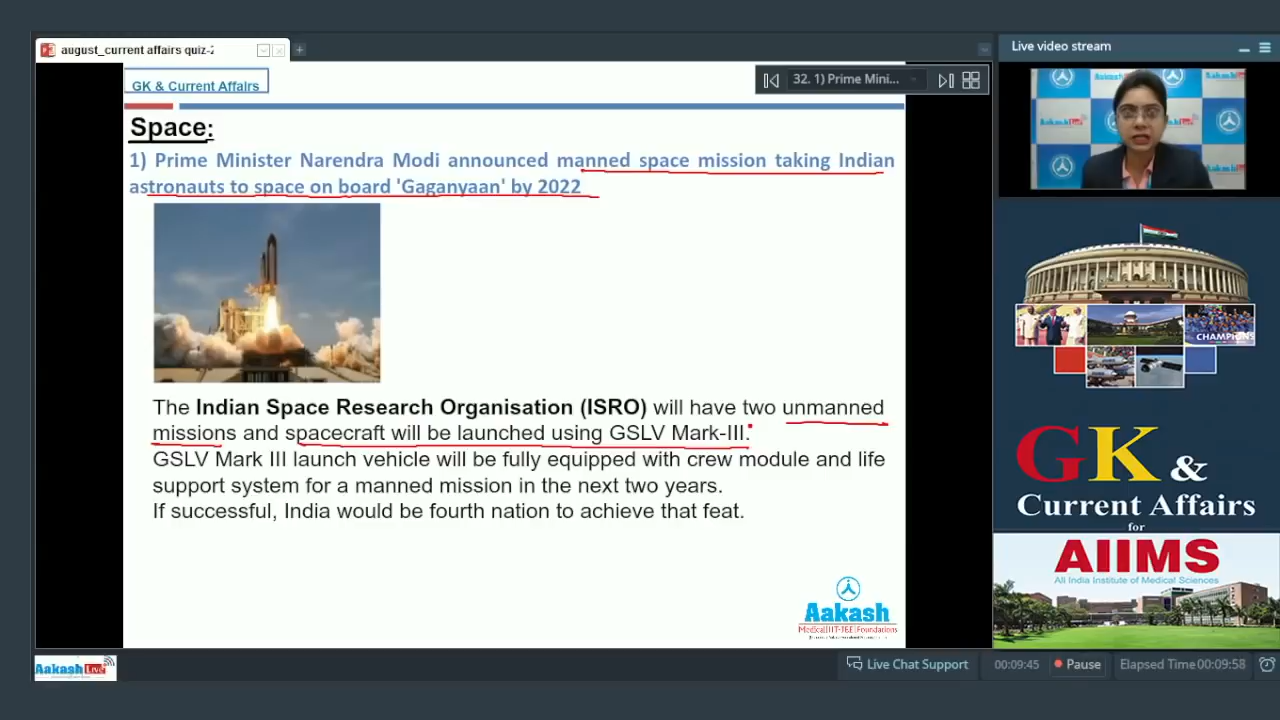 august_current affairs quiz-2
Live video stream
GK & Current Affairs
32. 1) Prime Mini...
Space:
1) Prime Minister Narendra Modi announced manned space mission taking Indian
astronauts to space on board 'Gaganyaan' by 2022
The Indian Space Research Organisation (ISRO) will have two unmanned
missions and spacecraft will be launched using GSLV Mark-III.
GSLV Mark III launch vehicle will be fully equipped with crew module and life
support system for a manned mission in the next two years.
If successful, India would be fourth nation to achieve that feat.
Aakash
Medical|IIT-JEE|Foundations
CHAMPIONS
GK &
Current Affairs
for
AIIMS
All India Institute of Medical Sciences
Aakash Live
Live Chat Support
00:09:45
Pause
Elapsed Time 00:09:58